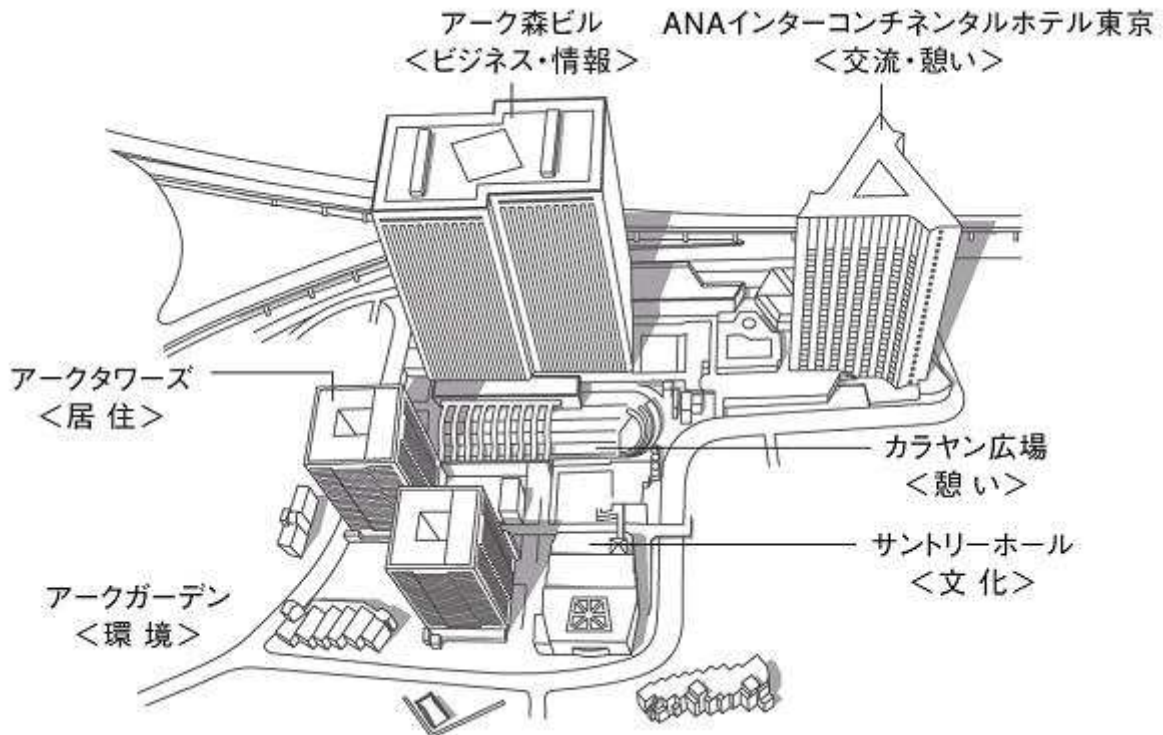 アーク森ビル
＜ビジネス・情報＞
ANAインターコンチネンタルホテル東京
＜交流・憩い＞
アークタワーズ
＜居 住＞
カラヤン広場
＜憩 い＞
サントリーホール
＜文 化＞
アークガーデン
＜環 境＞